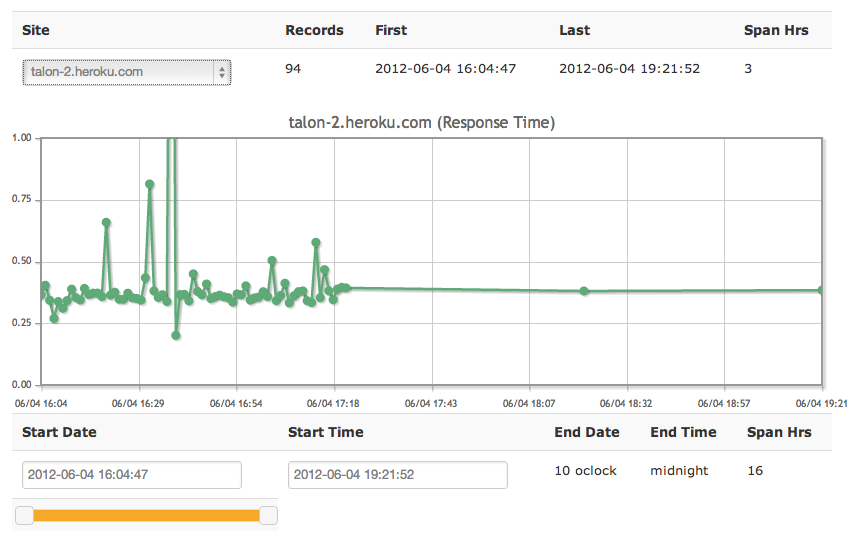 Site Records First Last Span Hrs
talon-2.heroku.com 94 2012-06-04 16:04:47 2012-06-04 19:21:52 3
talon-2.heroku.com (Response Time)
1.00
0.75
0.50
0.25
0.00
06/04 16:04 06/04 16:29 06/04 16:54 06/04 17:18 06/04 17:43 06/04 18:07 06/04 18:32 06/04 18:57 06/04 19:21
Start Date Start Time End Date End Time Span Hrs
2012-06-04 16:04:47 2012-06-04 19:21:52 10 oclock midnight 16